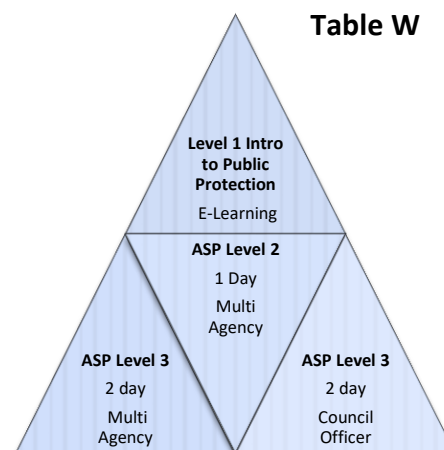 Table W
Level 1 Intro
to Public
Protection
E-Learning
ASP Level 2
1 Day
Multi
Agency
ASP Level 3
2 day
Multi
Agency
ASP Level 3
2 day
Council
Officer